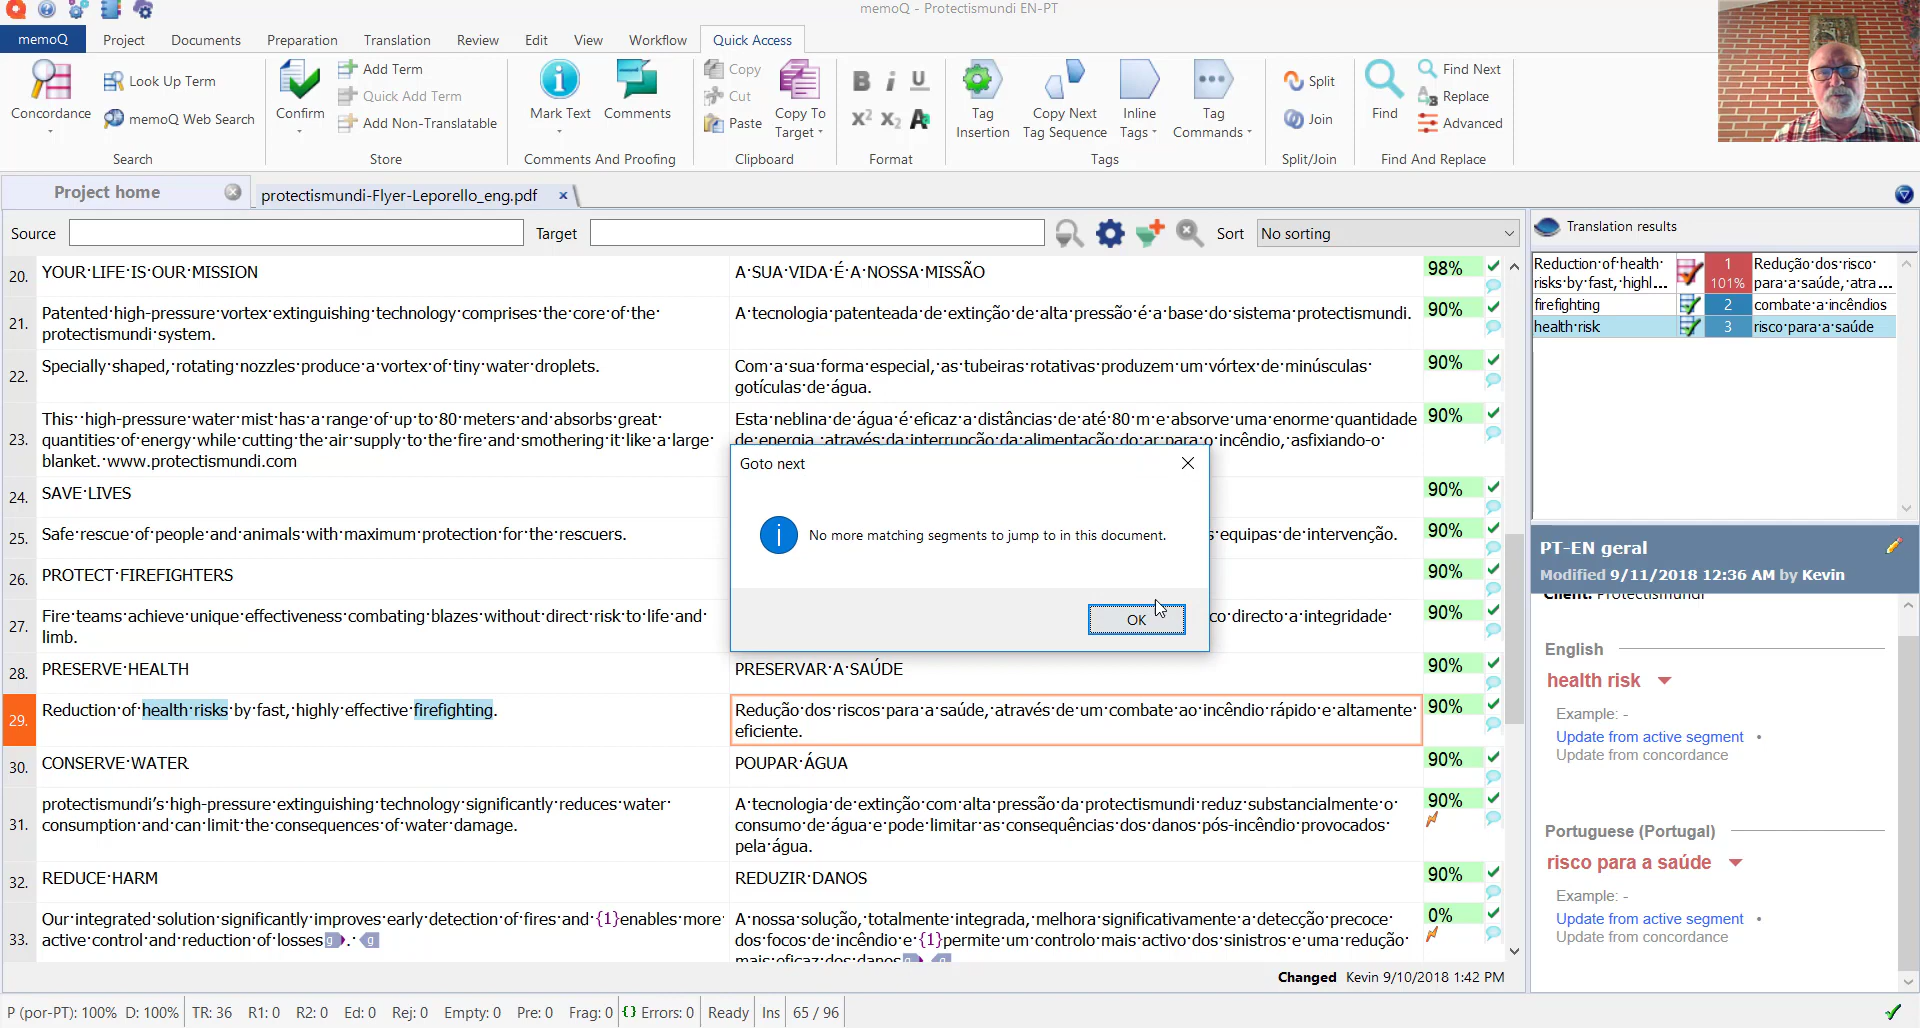 memoQ - Protectismundi EN-PT
memoQ
Project
Documents
Preparation
Translation
Review
Edit
View
Workflow
Quick Access
Concordance
Look Up Term
memoQ Web Search
Search
Confirm
Add Term
Quick Add Term
Add Non-Translatable
Store
Mark Text
Comments
Comments And Proofing
Copy
Cut
Paste
Copy To
Target
Clipboard
B i U
X² X₂ A
Format
Tag
Insertion
Copy Next
Tag Sequence
Inline
Tags
Tag
Commands
Tags
Split
Join
Split/Join
Find
Find Next
Replace
Advanced
Find And Replace
Project home
protectismundi-Flyer-Leporello_eng.pdf
Source
Target
Sort
No sorting
20.
YOUR·LIFE·IS·OUR·MISSION
A·SUA·VIDA·É·A·NOSSA·MISSÃO
98%
21.
Patented·high-pressure·vortex·extinguishing·technology·comprises·the·core·of·the·
protectismundi·system.
A·tecnologia·patenteada·de·extinção·de·alta·pressão·é·a·base·do·sistema·protectismundi.
90%
22.
Specially·shaped,·rotating·nozzles·produce·a·vortex·of·tiny·water·droplets.
Com·a·sua·forma·especial,·as·tubeiras·rotativas·produzem·um·vórtex·de·minúsculas·
gotículas·de·água.
90%
23.
This··high-pressure·water·mist·has·a·range·of·up·to·80·meters·and·absorbs·great·
quantities·of·energy·while·cutting·the·air·supply·to·the·fire·and·smothering·it·like·a·large·
blanket.·www.protectismundi.com
Esta·neblina·de·água·é·eficaz·a·distâncias·de·até·80·m·e·absorve·uma·enorme·quantidade
de·energia,·através·da·interrupção·da·alimentação·do·ar·para·o·incêndio,·asfixiando-o·
90%
24.
SAVE·LIVES
90%
25.
Safe·rescue·of·people·and·animals·with·maximum·protection·for·the·rescuers.
s·equipas·de·intervenção.
90%
26.
PROTECT·FIREFIGHTERS
90%
27.
Fire·teams·achieve·unique·effectiveness·combating·blazes·without·direct·risk·to·life·and·
limb.
co·directo·a·integridade·
90%
28.
PRESERVE·HEALTH
PRESERVAR·A·SAÚDE
90%
29.
Reduction·of·health·risks·by·fast,·highly·effective·firefighting.
Redução·dos·riscos·para·a·saúde,·através·de·um·combate·ao·incêndio·rápido·e·altamente·
eficiente.
90%
30.
CONSERVE·WATER
POUPAR·ÁGUA
90%
31.
protectismundi's·high-pressure·extinguishing·technology·significantly·reduces·water·
consumption·and·can·limit·the·consequences·of·water·damage.
A·tecnologia·de·extinção·com·alta·pressão·da·protectismundi·reduz·substancialmente·o·
consumo·de·água·e·pode·limitar·as·consequências·dos·danos·pós-incêndio·provocados·
pela·água.
90%
32.
REDUCE·HARM
REDUZIR·DANOS
90%
33.
Our·integrated·solution·significantly·improves·early·detection·of·fires·and·{1}enables·more·
active·control·and·reduction·of·losses g . g
A·nossa·solução,·totalmente·integrada,·melhora·significativamente·a·detecção·precoce·
dos·focos·de·incêndio·e·{1}permite·um·controlo·mais·activo·dos·sinistros·e·uma·redução·
mais·eficaz·dos·danos
0%
Goto next
No more matching segments to jump to in this document.
OK
Changed Kevin 9/10/2018 1:42 PM
Translation results
Reduction·of·health·
risks·by·fast,·highl...
1
101%
Redução·dos·risco·
para·a·saúde,·atra...
firefighting
2
combate·a·incêndios
health·risk
3
risco·para·a·saúde
PT-EN geral
Modified 9/11/2018 12:36 AM by Kevin
Client: Protectismundi
English
health risk
Example: -
Update from active segment •
Update from concordance
Portuguese (Portugal)
risco para a saúde
Example: -
Update from active segment •
Update from concordance
P (por-PT): 100% D: 100% TR: 36 R1: 0 R2: 0 Ed: 0 Rej: 0 Empty: 0 Pre: 0 Frag: 0 {} Errors: 0 Ready Ins 65 / 96